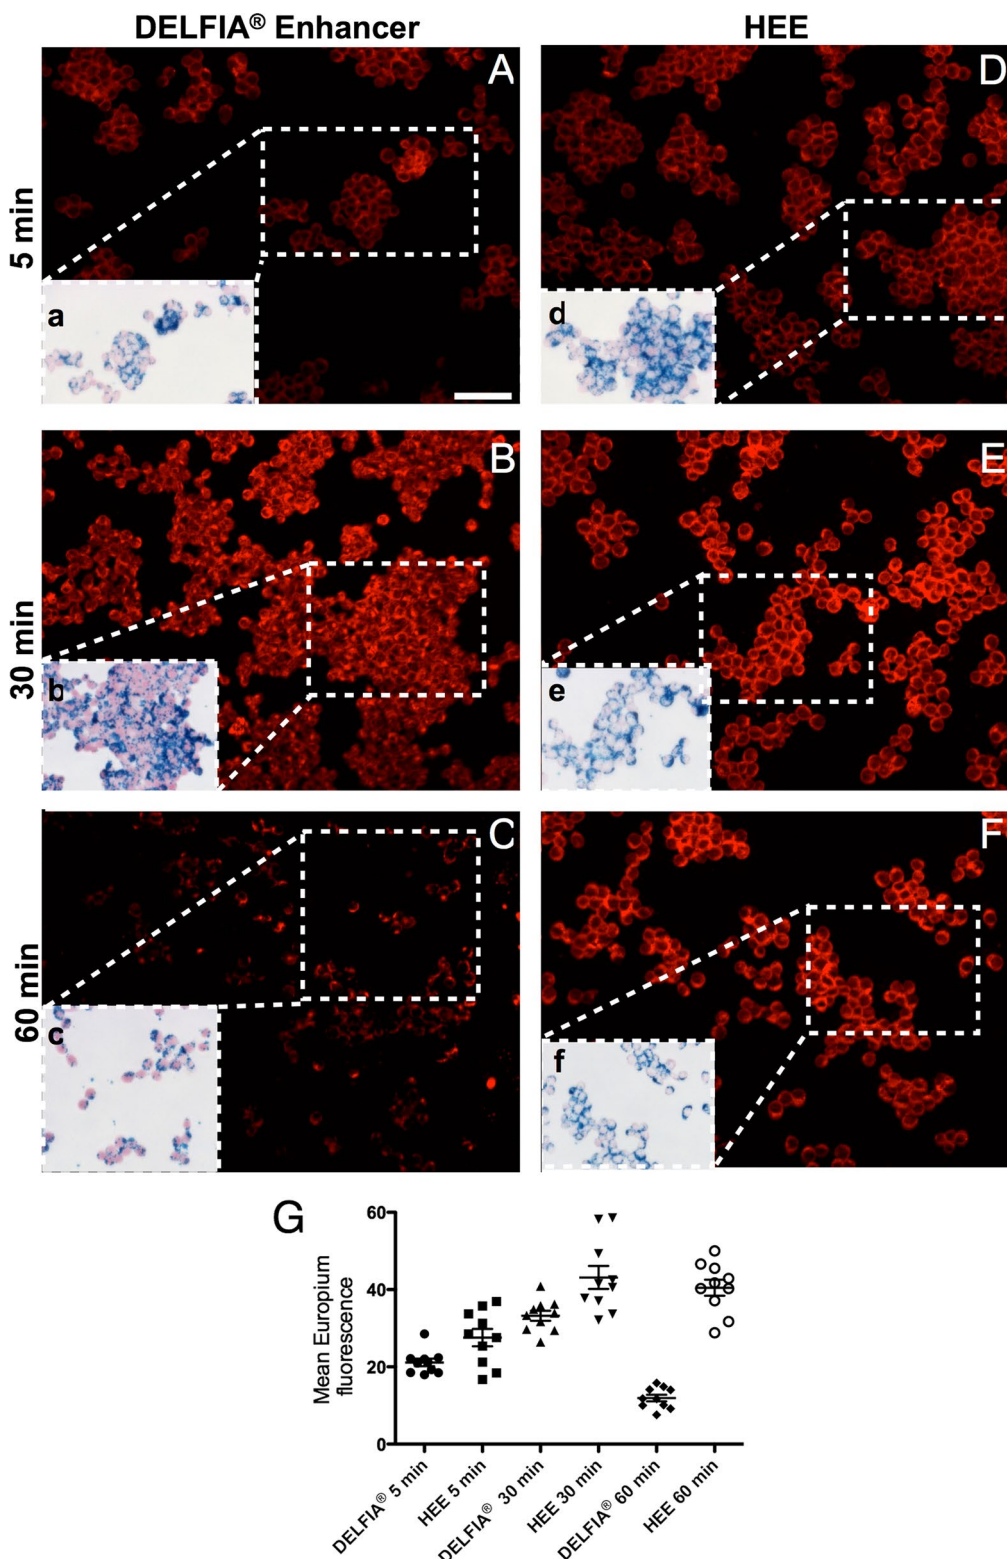 DELFIA® Enhancer
HEE
5 min
A
a
D
d
30 min
B
b
E
e
60 min
C
c
F
f
G
Mean Europium
fluorescence
60
40
20
0
DELFIA® 5 min
HEE 5 min
DELFIA® 30 min
HEE 30 min
DELFIA® 60 min
HEE 60 min